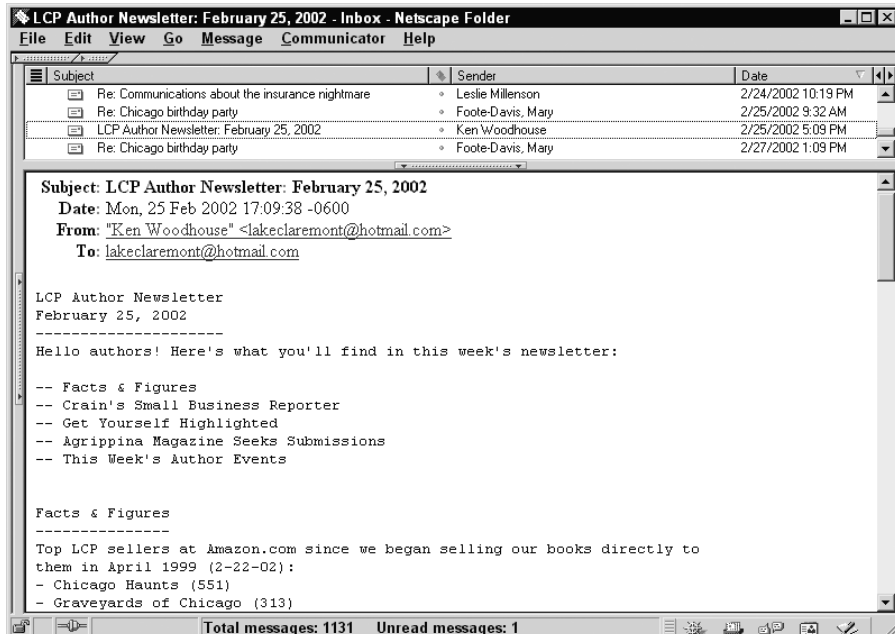 LCP Author Newsletter: February 25, 2002 - Inbox - Netscape Folder
File Edit View Go Message Communicator Help
Subject Sender Date
Re: Communications about the insurance nightmare Leslie Millenson 2/24/2002 10:19 PM
Re: Chicago birthday party Foote-Davis, Mary 2/25/2002 9:32 AM
LCP Author Newsletter: February 25, 2002 Ken Woodhouse 2/25/2002 5:09 PM
Re: Chicago birthday party Foote-Davis, Mary 2/27/2002 1:09 PM
Subject: LCP Author Newsletter: February 25, 2002
Date: Mon, 25 Feb 2002 17:09:38 -0600
From: "Ken Woodhouse" <lakeclaremont@hotmail.com>
To: lakeclaremont@hotmail.com
LCP Author Newsletter
February 25, 2002
---------------------
Hello authors! Here's what you'll find in this week's newsletter:
-- Facts & Figures
-- Crain's Small Business Reporter
-- Get Yourself Highlighted
-- Agrippina Magazine Seeks Submissions
-- This Week's Author Events
Facts & Figures
---------------
Top LCP sellers at Amazon.com since we began selling our books directly to
them in April 1999 (2-22-02):
- Chicago Haunts (551)
- Graveyards of Chicago (313)
Total messages: 1131 Unread messages: 1